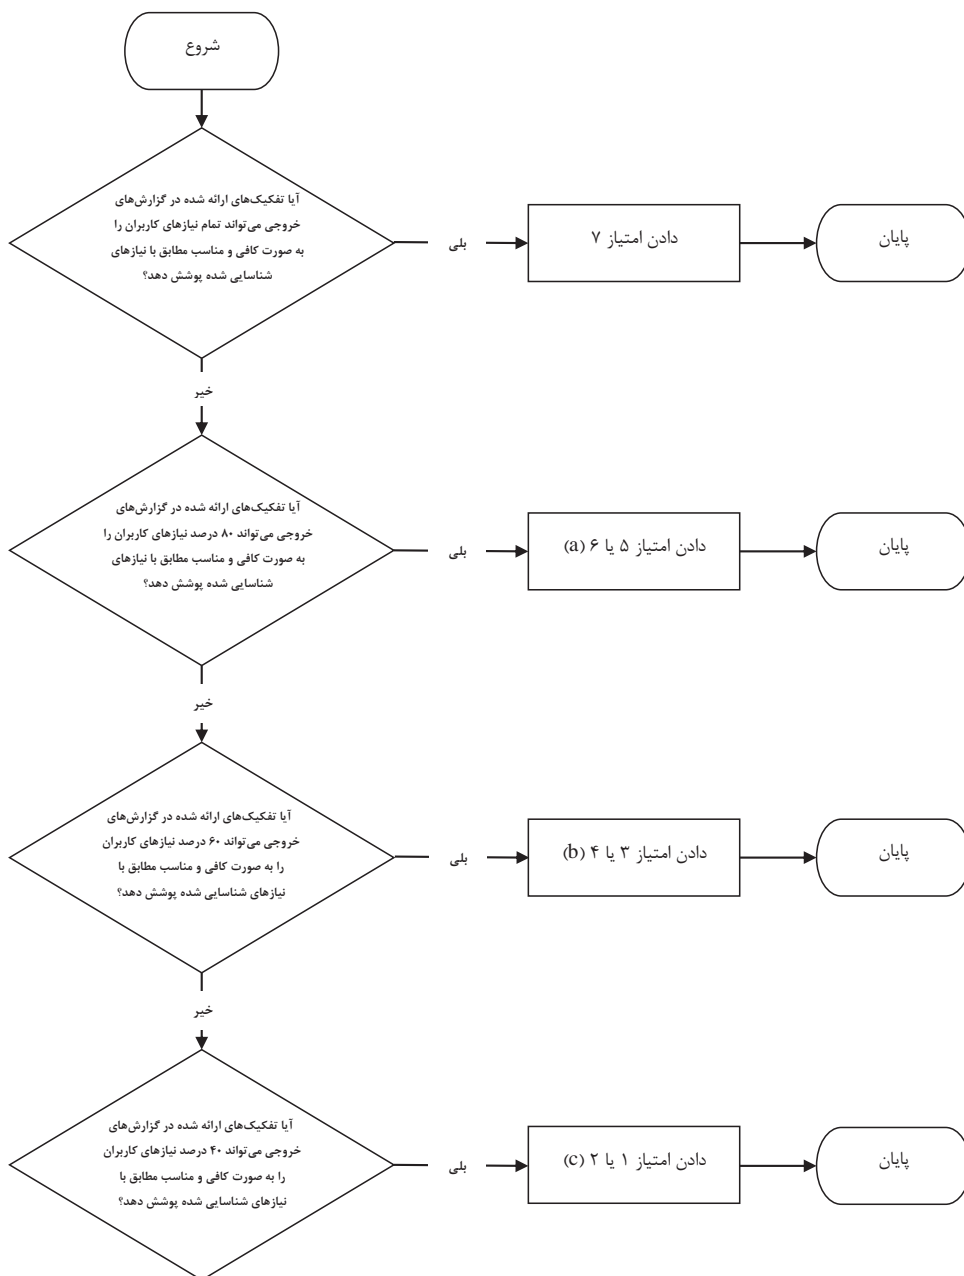 شروع
آیا تفکیک‌های ارائه شده در گزارش‌های
خروجی می‌تواند تمام نیازهای کاربران را
به صورت کافی و مناسب مطابق با نیازهای
شناسایی شده پوشش دهد؟
بلی
دادن امتیاز ۷
پایان
خیر
آیا تفکیک‌های ارائه شده در گزارش‌های
خروجی می‌تواند ۸۰ درصد نیازهای کاربران را
به صورت کافی و مناسب مطابق با نیازهای
شناسایی شده پوشش دهد؟
بلی
دادن امتیاز ۵ یا ۶ (a)
پایان
خیر
آیا تفکیک‌های ارائه شده در گزارش‌های
خروجی می‌تواند ۶۰ درصد نیازهای کاربران
را به صورت کافی و مناسب مطابق با
نیازهای شناسایی شده پوشش دهد؟
بلی
دادن امتیاز ۳ یا ۴ (b)
پایان
خیر
آیا تفکیک‌های ارائه شده در گزارش‌های
خروجی می‌تواند ۴۰ درصد نیازهای کاربران
را به صورت کافی و مناسب مطابق با
نیازهای شناسایی شده پوشش دهد؟
بلی
دادن امتیاز ۱ یا ۲ (c)
پایان